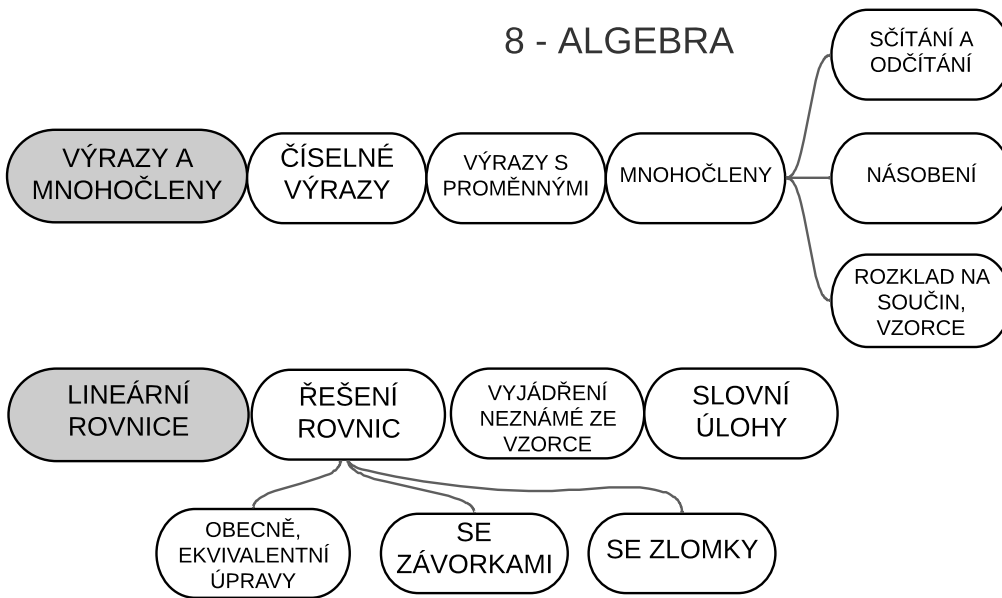 8 - ALGEBRA
VÝRAZY A
MNOHOČLENY
ČÍSELNÉ
VÝRAZY
VÝRAZY S
PROMĚNNÝMI
MNOHOČLENY
SČÍTÁNÍ A
ODČÍTÁNÍ
NÁSOBENÍ
ROZKLAD NA
SOUČIN,
VZORCE
LINEÁRNÍ
ROVNICE
ŘEŠENÍ
ROVNIC
VYJÁDŘENÍ
NEZNÁMÉ ZE
VZORCE
SLOVNÍ
ÚLOHY
OBECNĚ,
EKVIVALENTNÍ
ÚPRAVY
SE
ZÁVORKAMI
SE ZLOMKY